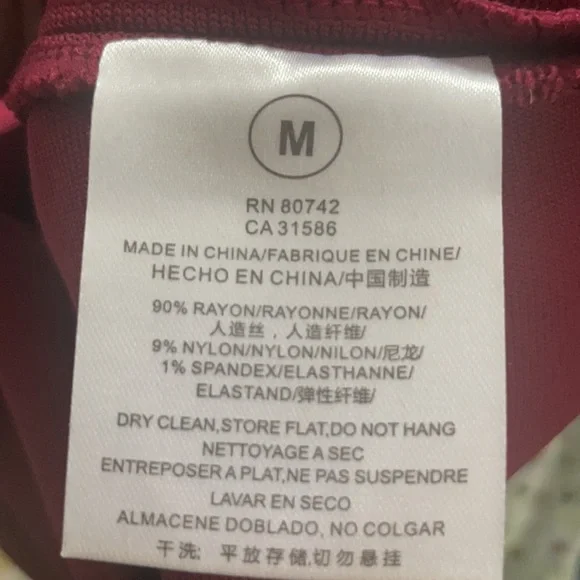 M
RN 80742
CA 31586
MADE IN CHINA/FABRIQUE EN CHINE/
HECHO EN CHINA/中国制造
90% RAYON/RAYONNE/RAYON/
人造丝，人造纤维/
9% NYLON/NYLON/NILON/尼龙/
1% SPANDEX/ELASTHANNE/
ELASTAND/弹性纤维/
DRY CLEAN,STORE FLAT,DO NOT HANG
NETTOYAGE A SEC
ENTREPOSER A PLAT,NE PAS SUSPENDRE
LAVAR EN SECO
ALMACENE DOBLADO, NO COLGAR
干洗; 平放存储,切勿悬挂